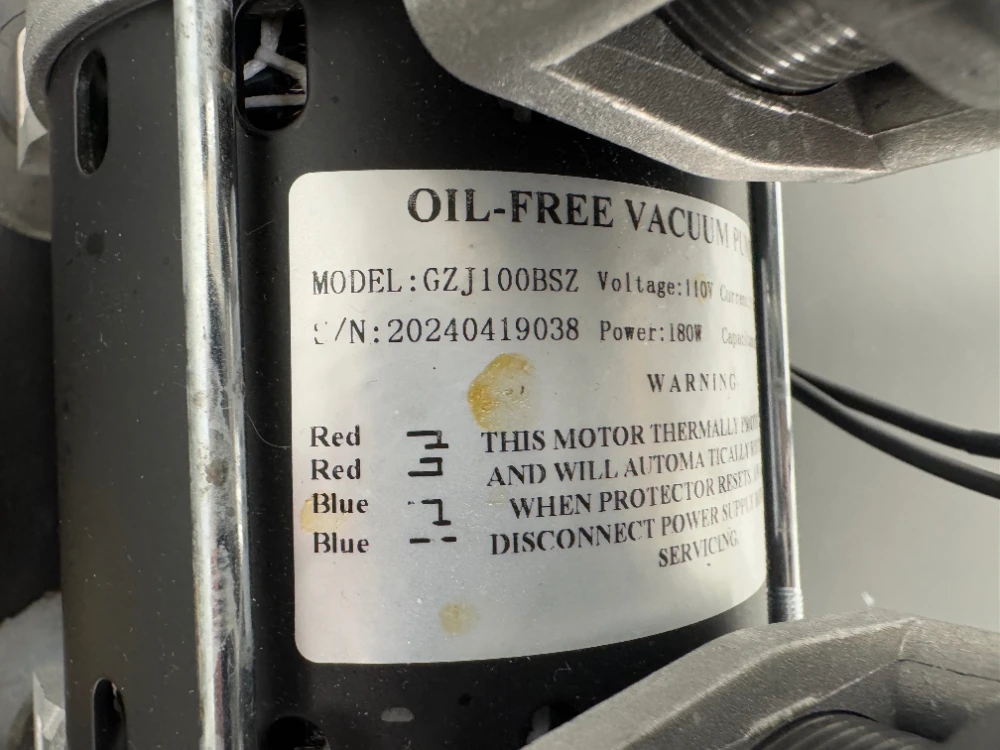 OIL-FREE VACUUM
MODEL:GZJ100BSZ Voltage:110V
S/N:20240419038 Power:180W
WARNING
Red THIS MOTOR THERMALLY
Red AND WILL AUTOMATICALLY
Blue WHEN PROTECTOR RESETS
Blue DISCONNECT POWER SUPPLY
SERVICING.